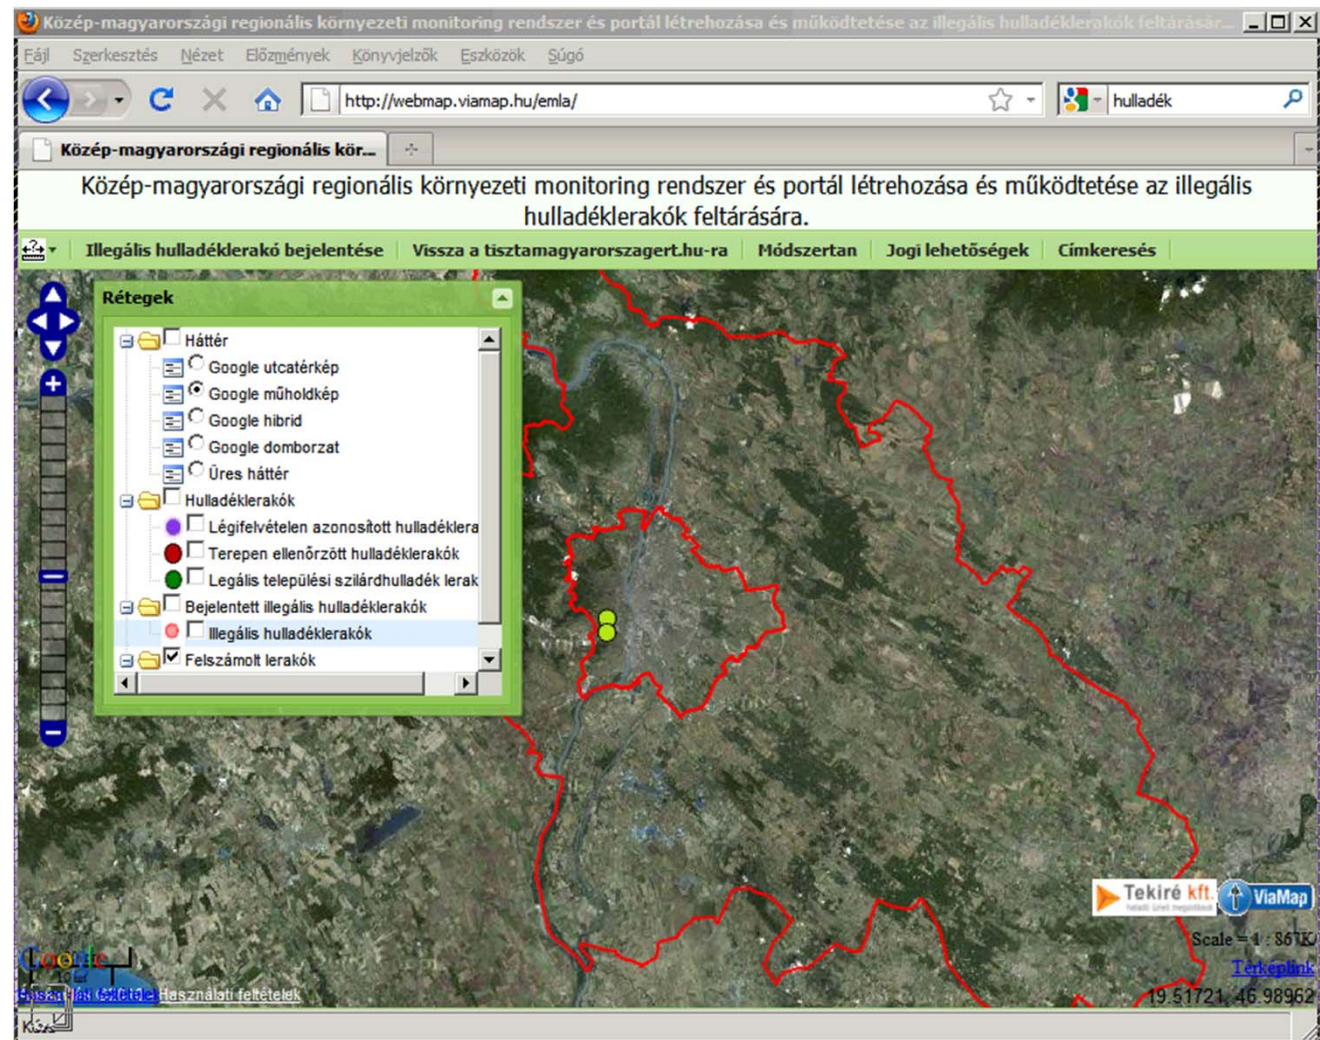 Közép-magyarországi regionális környezeti monitoring rendszer és portál létrehozása és működtetése az illegális hulladéklerakók feltárásár...
Fájl Szerkesztés Nézet Előzmények Könyvjelzők Eszközök Súgó
http://webmap.viamap.hu/emla/ hulladék
Közép-magyarországi regionális kör...
Közép-magyarországi regionális környezeti monitoring rendszer és portál létrehozása és működtetése az illegális
hulladéklerakók feltárására.
Illegális hulladéklerakó bejelentése Vissza a tisztamagyarorszagert.hu-ra Módszertan Jogi lehetőségek Címkeresés
Rétegek
Háttér
Google utcatérkép
Google műholdkép
Google hibrid
Google domborzat
Üres háttér
Hulladéklerakók
Légifelvételen azonosított hulladéklera
Terepen ellenőrzött hulladéklerakók
Legális települési szilárdhulladék lerak
Bejelentett illegális hulladéklerakók
Illegális hulladéklerakók
Felszámolt lerakók
Tekiré kft. ViaMap
Scale = 1 : 867K
Google
Térképlink
Használati feltételek
19.51721, 46.98962
Kész